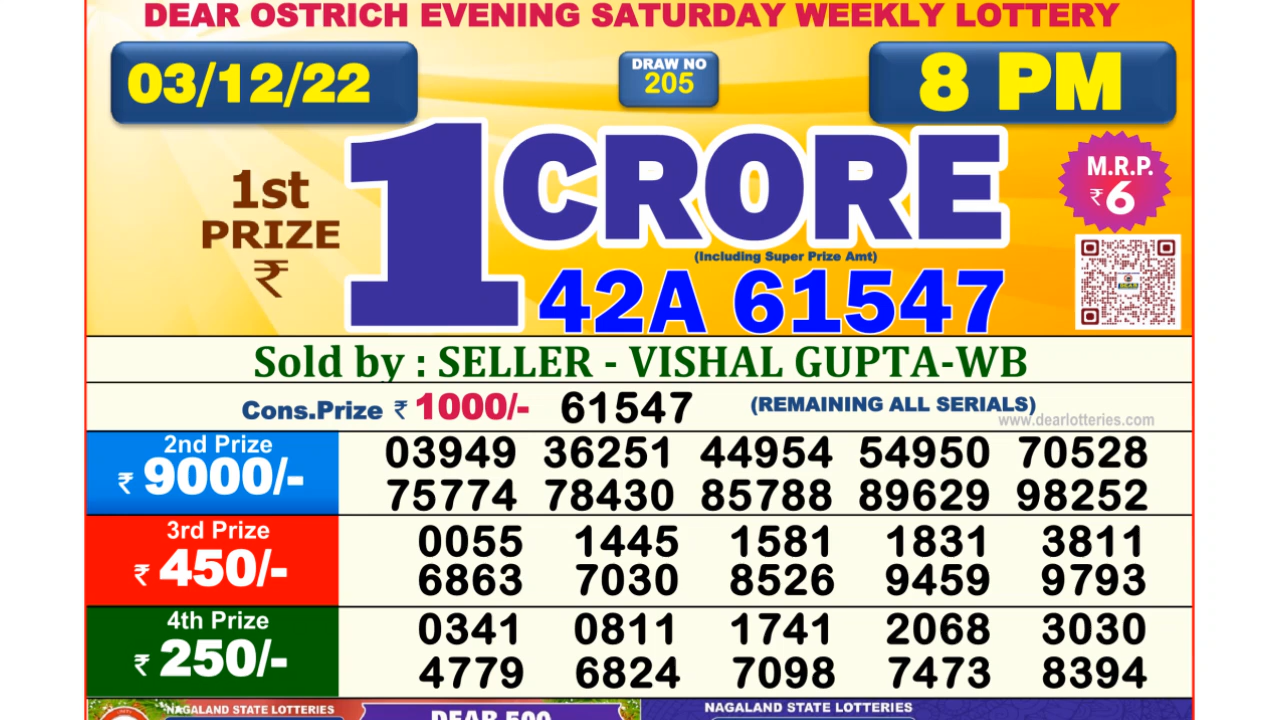 DEAR OSTRICH EVENING SATURDAY WEEKLY LOTTERY
03/12/22
DRAW NO
205
8 PM
1st
PRIZE
₹
1 CRORE
(Including Super Prize Amt)
42A 61547
M.R.P.
₹6
Sold by : SELLER - VISHAL GUPTA-WB
Cons.Prize ₹ 1000/- 61547 (REMAINING ALL SERIALS)
www.dearlotteries.com
2nd Prize
₹ 9000/-
03949 36251 44954 54950 70528
75774 78430 85788 89629 98252
3rd Prize
₹ 450/-
0055 1445 1581 1831 3811
6863 7030 8526 9459 9793
4th Prize
₹ 250/-
0341 0811 1741 2068 3030
4779 6824 7098 7473 8394
NAGALAND STATE LOTTERIES
DEAR 500
NAGALAND STATE LOTTERIES